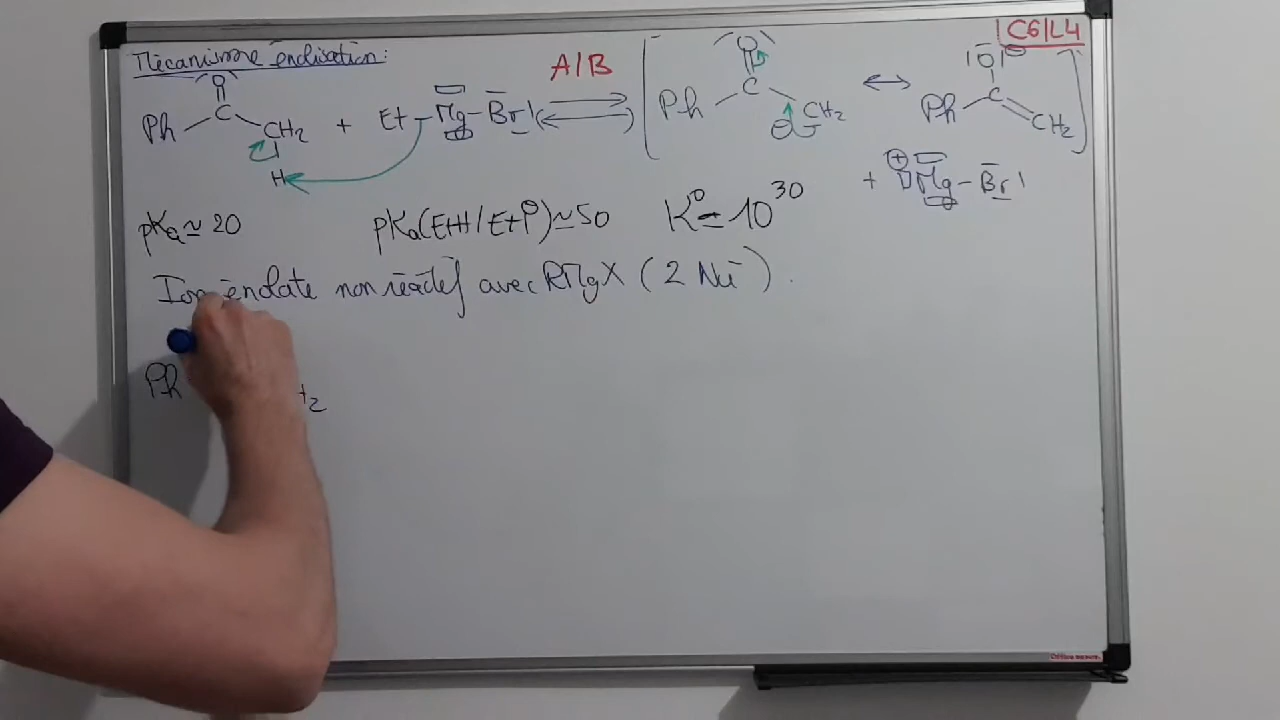 C6/L4
Mécanisme énolisation :
Ph C O CH2 H + Et-Mg-Br A/B Ph C O CH2 ⊖ ↔ Ph C O ⊖ CH2
+ ⊕Mg-Br
pKa ≃ 20 pKa(EtH/Et⊖) ≃ 50 K° = 10^30
Ion énolate non réactif avec RMgX (2 Nu⁻).
Ph